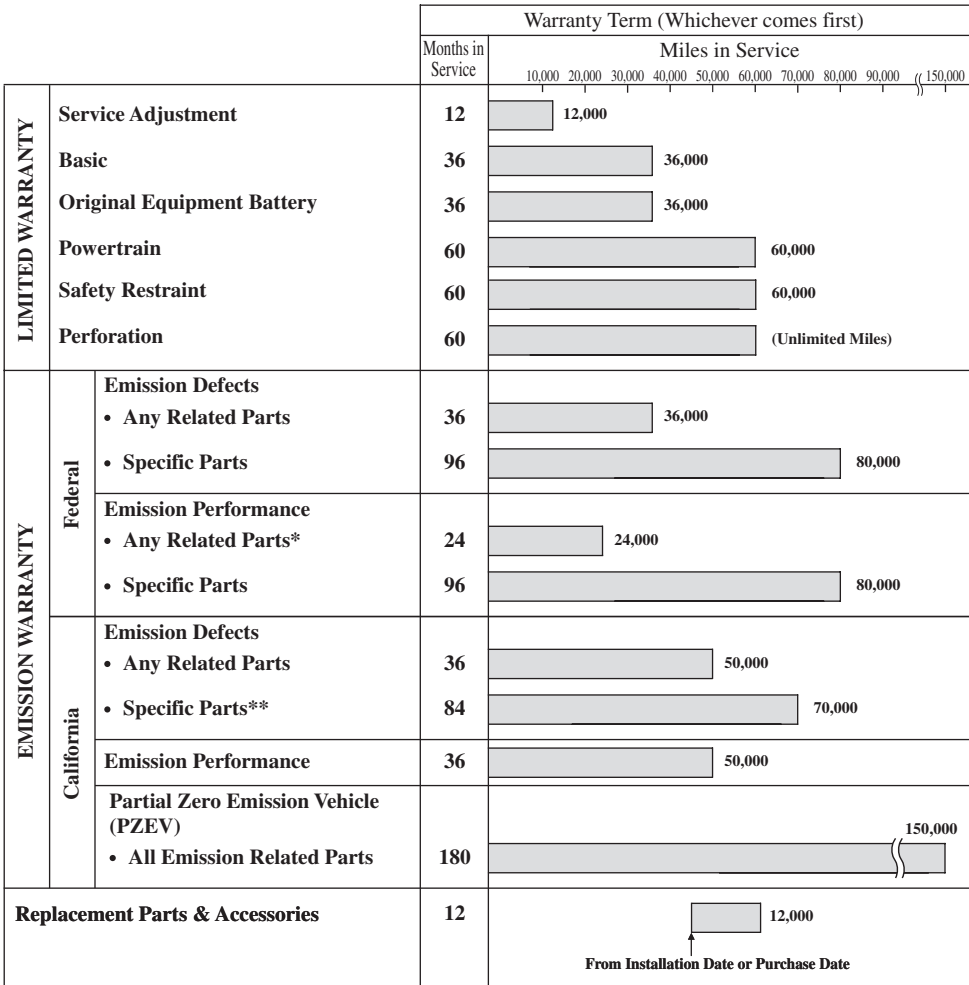 Warranty Term (Whichever comes first)
Months in
Service
Miles in Service
10,000 20,000 30,000 40,000 50,000 60,000 70,000 80,000 90,000 150,000
LIMITED WARRANTY
Service Adjustment 12 12,000
Basic 36 36,000
Original Equipment Battery 36 36,000
Powertrain 60 60,000
Safety Restraint 60 60,000
Perforation 60 (Unlimited Miles)
EMISSION WARRANTY
Federal
Emission Defects
• Any Related Parts 36 36,000
• Specific Parts 96 80,000
Emission Performance
• Any Related Parts* 24 24,000
• Specific Parts 96 80,000
California
Emission Defects
• Any Related Parts 36 50,000
• Specific Parts** 84 70,000
Emission Performance 36 50,000
Partial Zero Emission Vehicle
(PZEV)
• All Emission Related Parts 180 150,000
Replacement Parts & Accessories 12 12,000
From Installation Date or Purchase Date